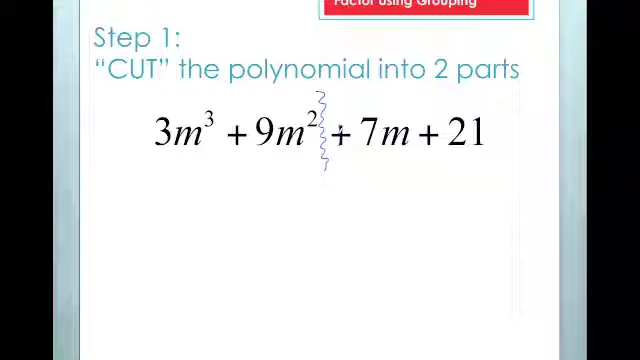 Factor using Grouping
Step 1:
“CUT” the polynomial into 2 parts
3m³ + 9m² + 7m + 21